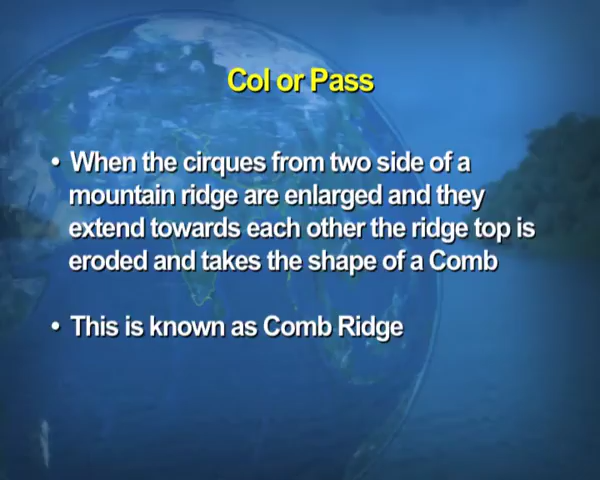 Col or Pass
• When the cirques from two side of a
mountain ridge are enlarged and they
extend towards each other the ridge top is
eroded and takes the shape of a Comb
• This is known as Comb Ridge